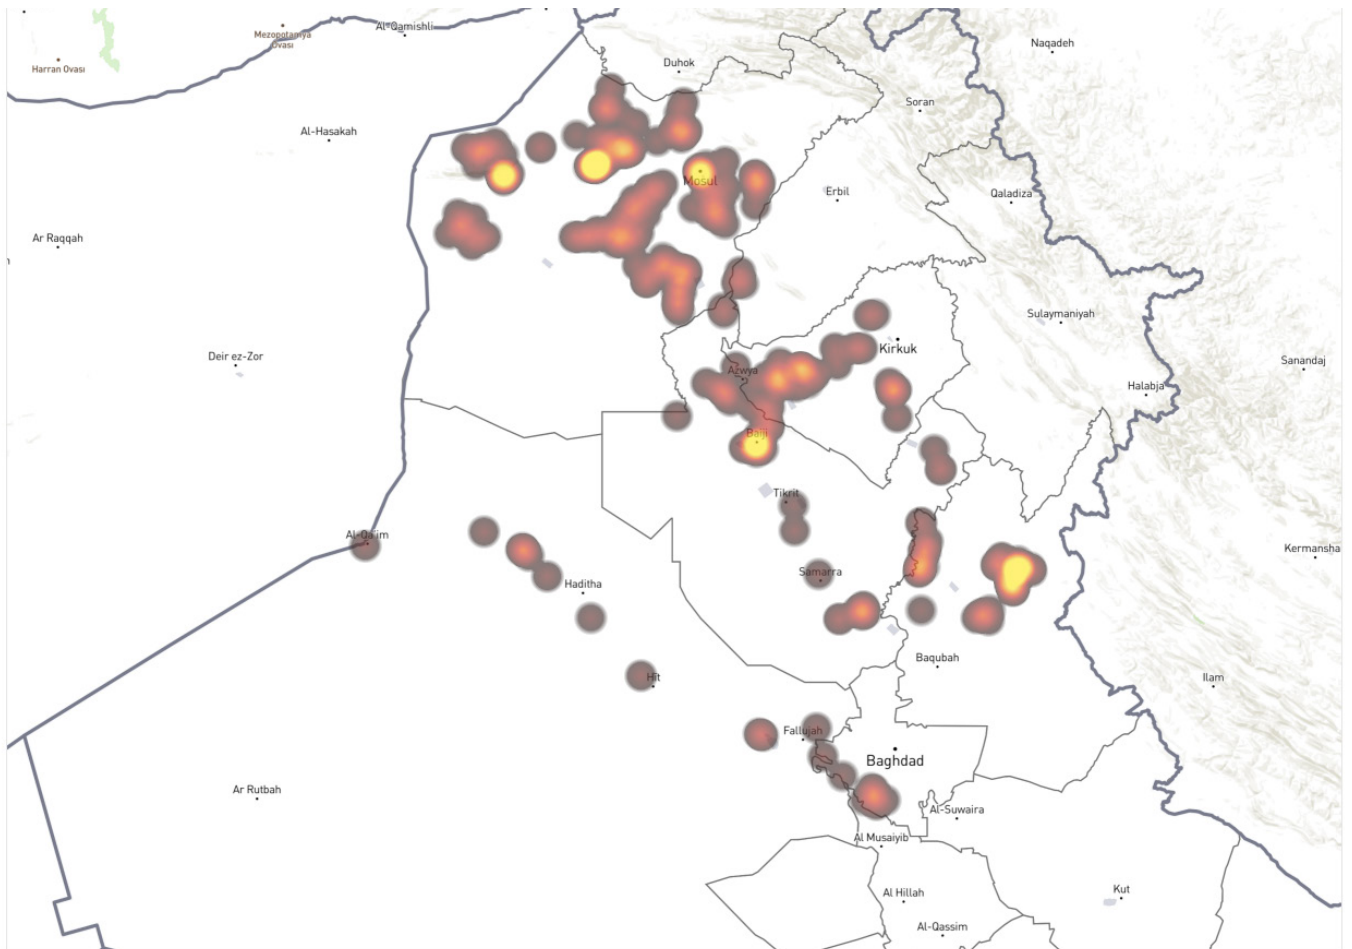 Al-Qamishli
Mezopotamya
Ovası
Harran Ovası
Naqadeh
Duhok
Soran
Al-Hasakah
Mosul
Erbil
Qaladiza
Ar Raqqah
Sulaymaniyah
Kirkuk
Deir ez-Zor
Sanandaj
Azwya
Halabja
Baiji
Tikrit
Al-Qa'im
Kermansha
Samarra
Haditha
Baqubah
Hit
Ilam
Fallujah
Baghdad
Ar Rutbah
Al-Suwaira
Al Musaiyib
Al Hillah
Kut
Al-Qassim